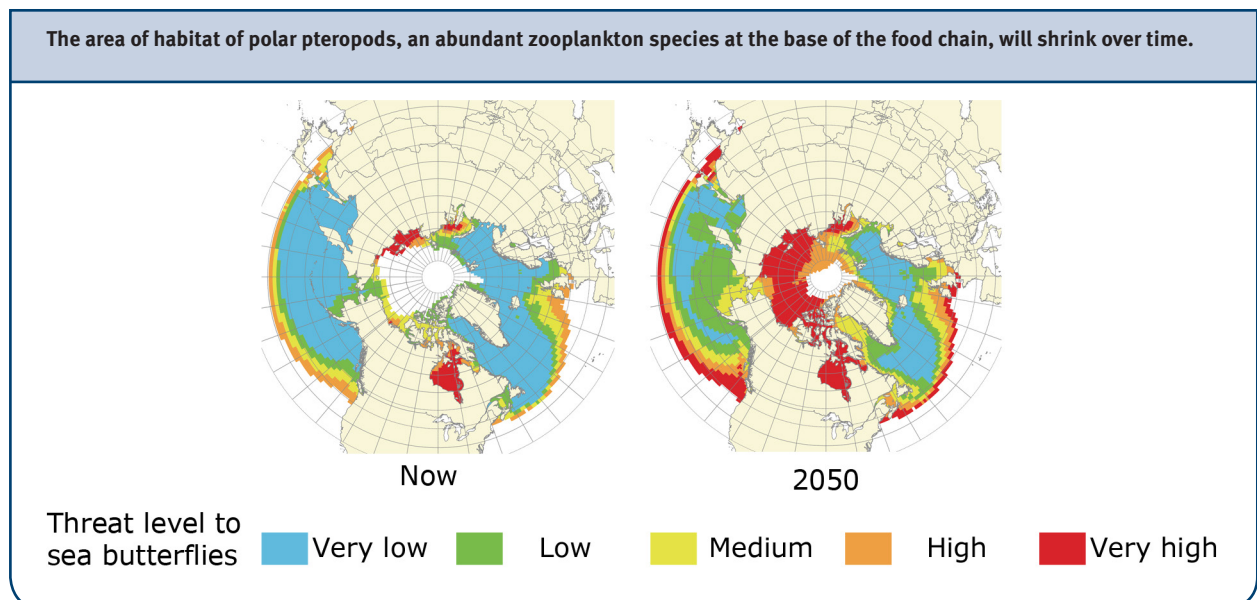 The area of habitat of polar pteropods, an abundant zooplankton species at the base of the food chain, will shrink over time.
Now
2050
Threat level to
sea butterflies
Very low
Low
Medium
High
Very high